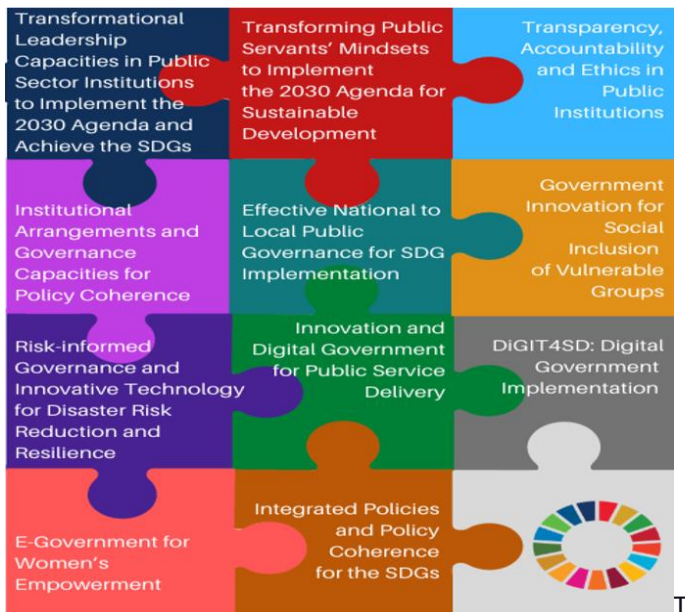 Transformational
Leadership
Capacities in Public
Sector Institutions
to Implement the
2030 Agenda and
Achieve the SDGs
Transforming Public
Servants’ Mindsets
to Implement
the 2030 Agenda for
Sustainable
Development
Transparency,
Accountability
and Ethics in
Public
Institutions
Institutional
Arrangements and
Governance
Capacities for
Policy Coherence
Effective National to
Local Public
Governance for SDG
Implementation
Government
Innovation for
Social
Inclusion
of Vulnerable
Groups
Risk-informed
Governance and
Innovative Technology
for Disaster Risk
Reduction and
Resilience
Innovation and
Digital Government
for Public Service
Delivery
DiGIT4SD: Digital
Government
Implementation
E-Government for
Women’s
Empowerment
Integrated Policies
and Policy
Coherence
for the SDGs